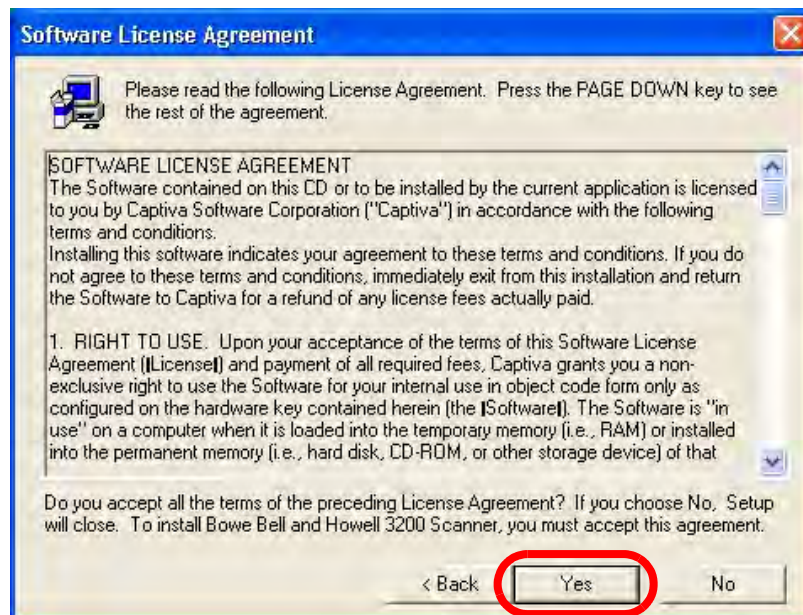 Software License Agreement
Please read the following License Agreement. Press the PAGE DOWN key to see
the rest of the agreement.
SOFTWARE LICENSE AGREEMENT
The Software contained on this CD or to be installed by the current application is licensed
to you by Captiva Software Corporation ("Captiva") in accordance with the following
terms and conditions.
Installing this software indicates your agreement to these terms and conditions. If you do
not agree to these terms and conditions, immediately exit from this installation and return
the Software to Captiva for a refund of any license fees actually paid.
1. RIGHT TO USE. Upon your acceptance of the terms of this Software License
Agreement (|License|) and payment of all required fees, Captiva grants you a non-
exclusive right to use the Software for your internal use in object code form only as
configured on the hardware key contained herein (the |Software|). The Software is "in
use" on a computer when it is loaded into the temporary memory (i.e., RAM) or installed
into the permanent memory (i.e., hard disk, CD-ROM, or other storage device) of that
Do you accept all the terms of the preceding License Agreement? If you choose No, Setup
will close. To install Bowe Bell and Howell 3200 Scanner, you must accept this agreement.
< Back Yes No